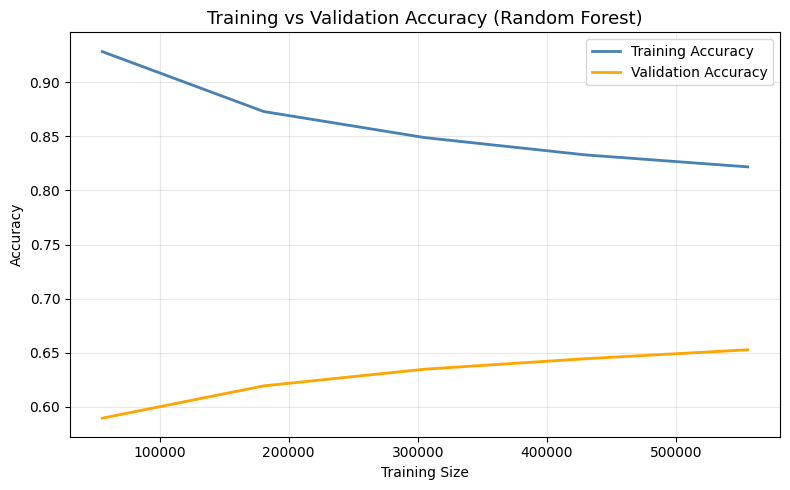 Training vs Validation Accuracy (Random Forest)
Training Accuracy
Validation Accuracy
Accuracy
0.90
0.85
0.80
0.75
0.70
0.65
0.60
100000 200000 300000 400000 500000
Training Size